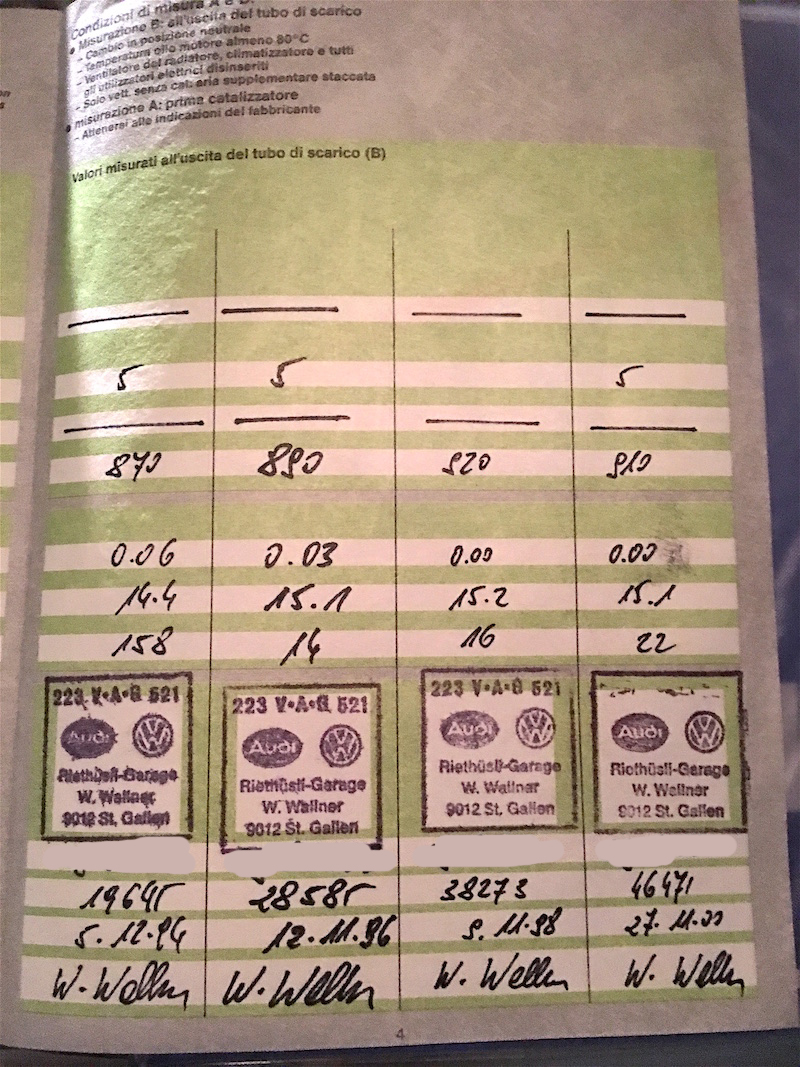 Condizioni di misura A e B:
• Misurazione B: all'uscita del tubo di scarico
- Cambio in posizione neutrale
- Temperatura olio motore almeno 80°C
- Ventilatore del radiatore, climatizzatore e tutti
gli utilizzatori elettrici disinseriti
- Solo vett. senza cat: aria supplementare staccata
• misurazione A: prima catalizzatore
- Attenersi alle indicazioni del fabbricante
Valori misurati all'uscita del tubo di scarico (B)
5 5 5
870 890 920 910
0.06 0.03 0.00 0.00
14.4 15.1 15.2 15.1
158 14 16 22
223 V•A•G 521 223 V•A•G 521 223 V•A•G 521
Audi Audi Audi Audi
Riethüsli-Garage Riethüsli-Garage Riethüsli-Garage Riethüsli-Garage
W. Wallner W. Wallner W. Wallner W. Wallner
9012 St. Gallen 9012 St. Gallen 9012 St. Gallen 9012 St. Gallen
19645 28585 38273 46471
5.12.94 12.11.96 9.11.98 27.11.00
W. Wallner W. Wallner W. Wallner W. Wallner
4